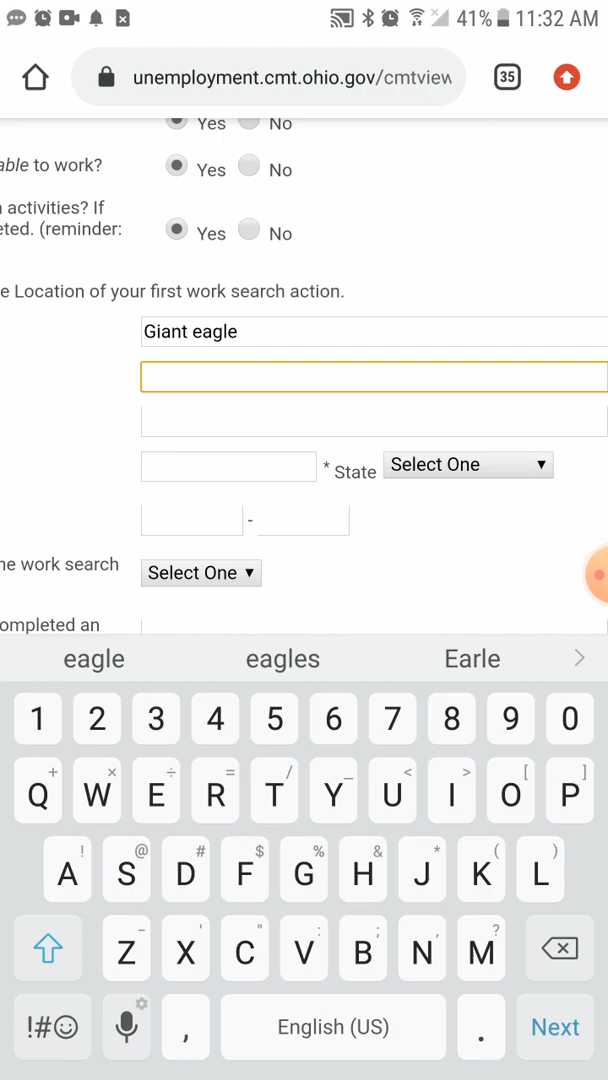 41% 11:32 AM
unemployment.cmt.ohio.gov/cmtview
35
Yes No
able to work?
Yes No
activities? If
eted. (reminder:
Yes No
e Location of your first work search action.
Giant eagle
* State Select One
-
he work search
Select One
ompleted an
eagle eagles Earle
1 2 3 4 5 6 7 8 9 0
+ × ÷ = / _ < > [ ]
Q W E R T Y U I O P
! @ # $ % & * ( )
A S D F G H J K L
- ' " : ; , ?
Z X C V B N M
!#☺ , English (US) . Next